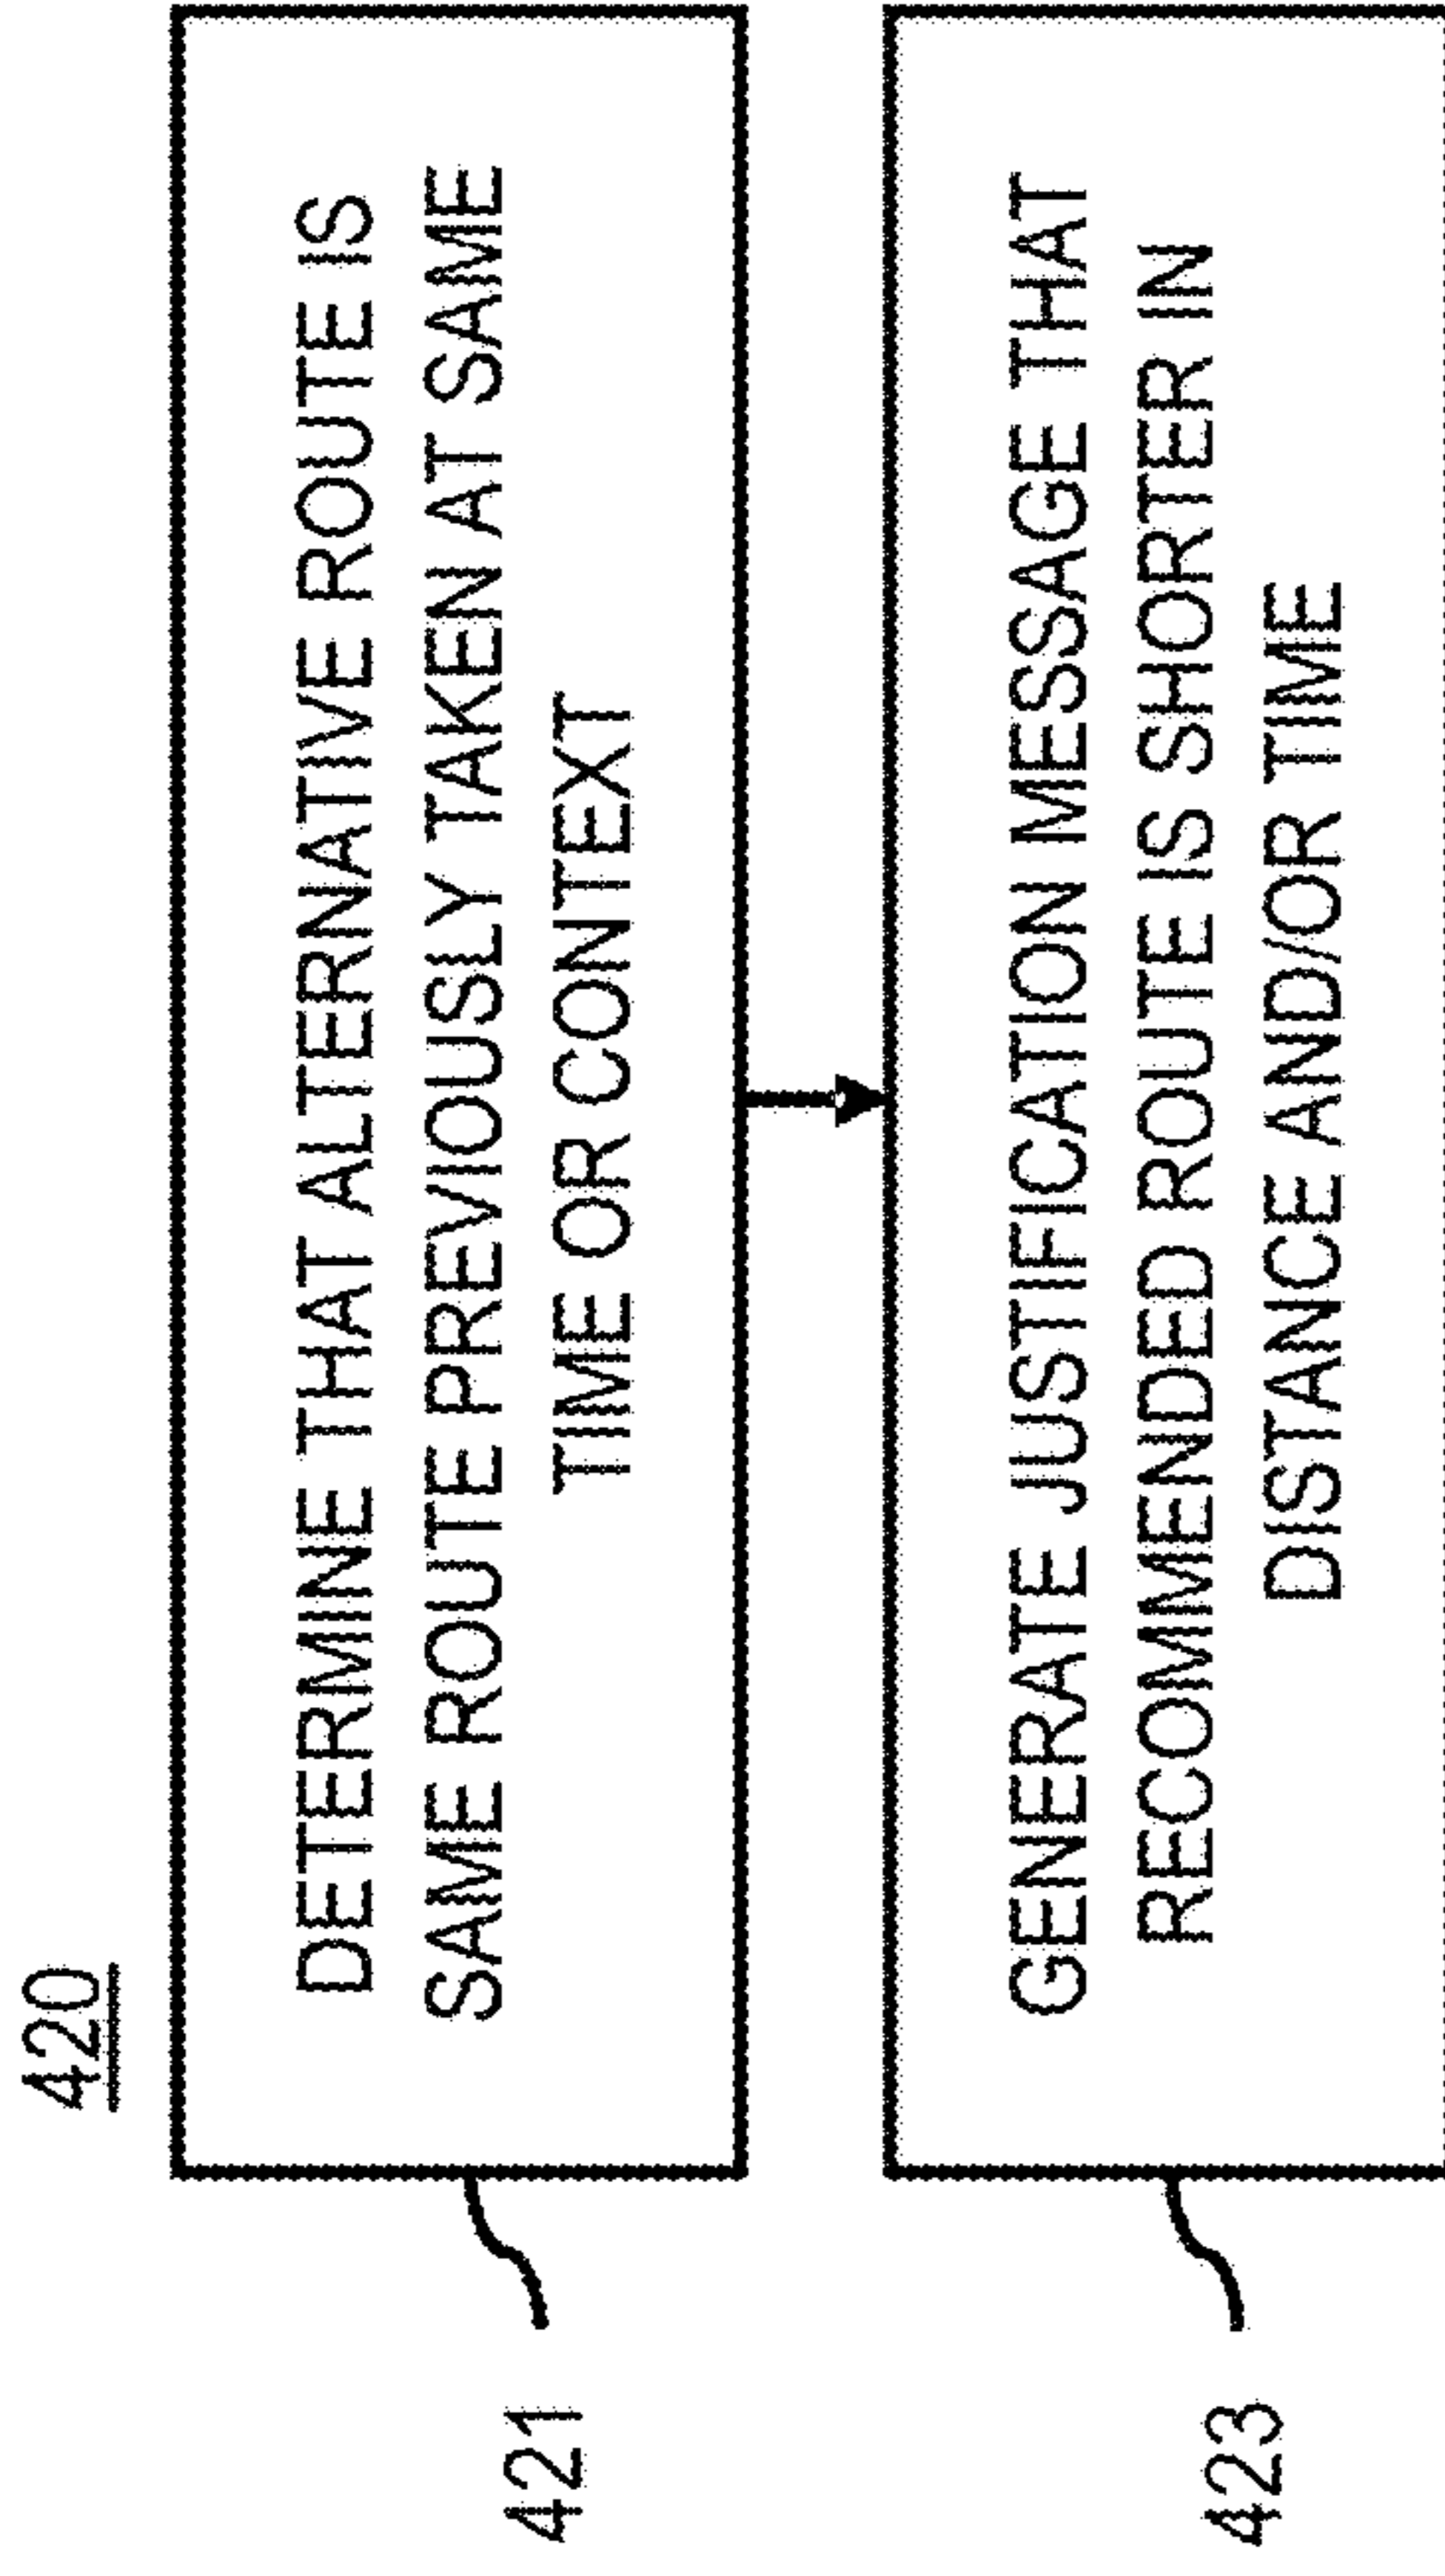 420
421
DETERMINE THAT ALTERNATIVE ROUTE IS
SAME ROUTE PREVIOUSLY TAKEN AT SAME
TIME OR CONTEXT
423
GENERATE JUSTIFICATION MESSAGE THAT
RECOMMENDED ROUTE IS SHORTER IN
DISTANCE AND/OR TIME